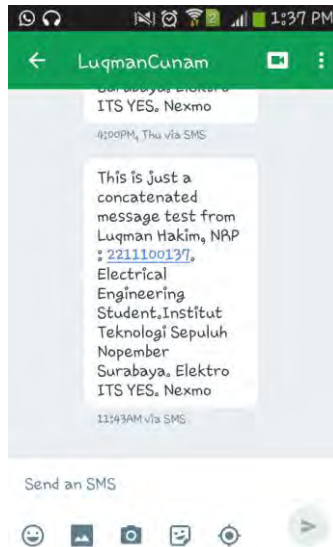 2 1:37 PM
LuqmanCunam
ITS YES. Nexmo
4:00PM, Thu via SMS
This is just a
concatenated
message test from
Luqman Hakim, NRP
: 2211100137.
Electrical
Engineering
Student.Institut
Teknologi Sepuluh
Nopember
Surabaya. Elektro
ITS YES. Nexmo
11:43AM via SMS
Send an SMS